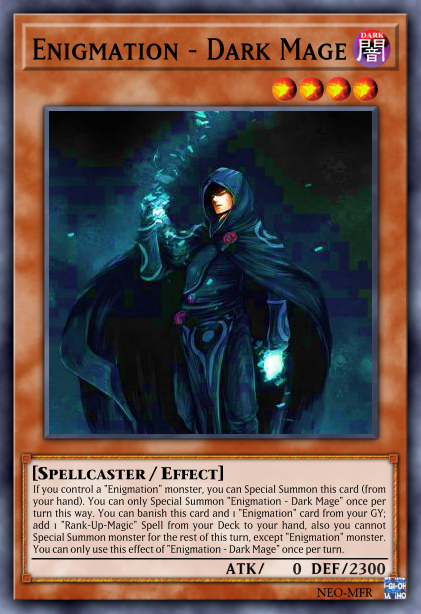 Enigmation - Dark Mage
DARK
闇
[Spellcaster / Effect]
If you control a "Enigmation" monster, you can Special Summon this card (from
your hand). You can only Special Summon "Enigmation - Dark Mage" once per
turn this way. You can banish this card and 1 "Enigmation" card from your GY;
add 1 "Rank-Up-Magic" Spell from your Deck to your hand, also you cannot
Special Summon monster for the rest of this turn, except "Enigmation" monster.
You can only use this effect of "Enigmation - Dark Mage" once per turn.
ATK/ 0 DEF/2300
NEO-MFR